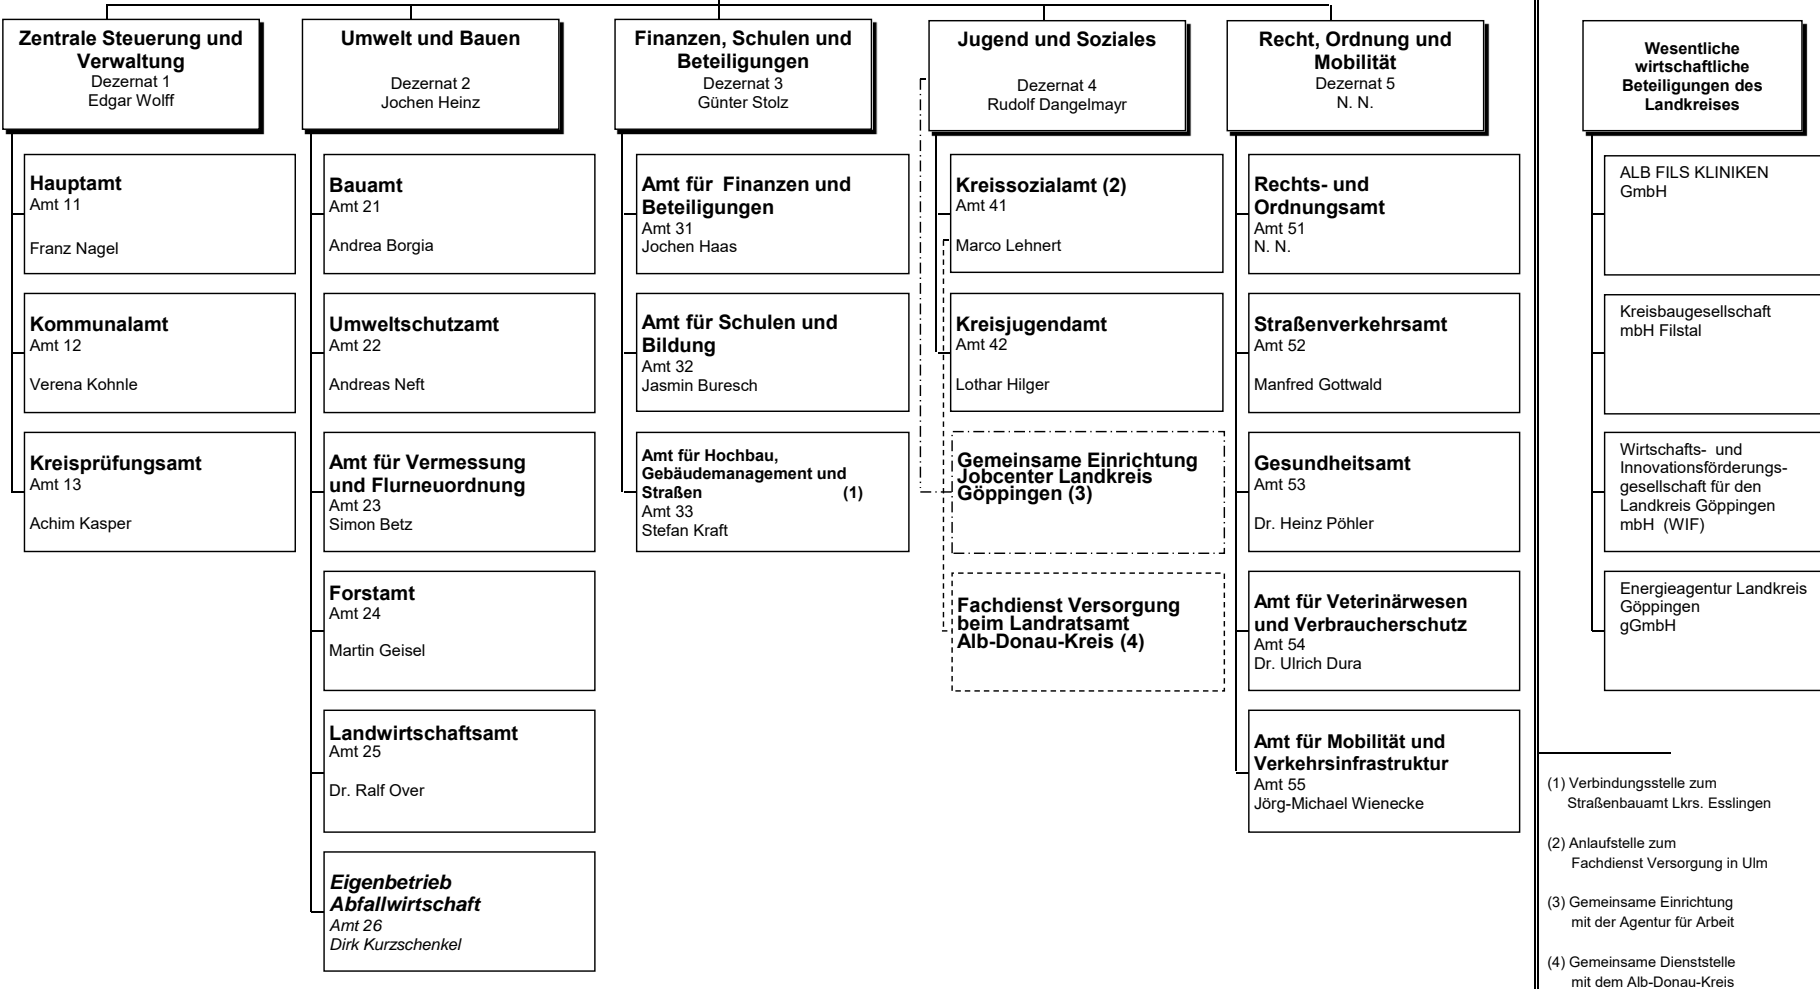 Zentrale Steuerung und
Verwaltung
Dezernat 1
Edgar Wolff
Hauptamt
Amt 11
Franz Nagel
Kommunalamt
Amt 12
Verena Kohnle
Kreisprüfungsamt
Amt 13
Achim Kasper
Umwelt und Bauen
Dezernat 2
Jochen Heinz
Bauamt
Amt 21
Andrea Borgia
Umweltschutzamt
Amt 22
Andreas Neft
Amt für Vermessung
und Flurneuordnung
Amt 23
Simon Betz
Forstamt
Amt 24
Martin Geisel
Landwirtschaftsamt
Amt 25
Dr. Ralf Over
Eigenbetrieb
Abfallwirtschaft
Amt 26
Dirk Kurzschenkel
Finanzen, Schulen und
Beteiligungen
Dezernat 3
Günter Stolz
Amt für Finanzen und
Beteiligungen
Amt 31
Jochen Haas
Amt für Schulen und
Bildung
Amt 32
Jasmin Buresch
Amt für Hochbau,
Gebäudemanagement und
Straßen (1)
Amt 33
Stefan Kraft
Jugend und Soziales
Dezernat 4
Rudolf Dangelmayr
Kreissozialamt (2)
Amt 41
Marco Lehnert
Kreisjugendamt
Amt 42
Lothar Hilger
Gemeinsame Einrichtung
Jobcenter Landkreis
Göppingen (3)
Fachdienst Versorgung
beim Landratsamt
Alb-Donau-Kreis (4)
Recht, Ordnung und
Mobilität
Dezernat 5
N. N.
Rechts- und
Ordnungsamt
Amt 51
N. N.
Straßenverkehrsamt
Amt 52
Manfred Gottwald
Gesundheitsamt
Amt 53
Dr. Heinz Pöhler
Amt für Veterinärwesen
und Verbraucherschutz
Amt 54
Dr. Ulrich Dura
Amt für Mobilität und
Verkehrsinfrastruktur
Amt 55
Jörg-Michael Wienecke
Wesentliche
wirtschaftliche
Beteiligungen des
Landkreises
ALB FILS KLINIKEN
GmbH
Kreisbaugesellschaft
mbH Filstal
Wirtschafts- und
Innovationsförderungs-
gesellschaft für den
Landkreis Göppingen
mbH (WIF)
Energieagentur Landkreis
Göppingen
gGmbH
(1) Verbindungsstelle zum
Straßenbauamt Lkrs. Esslingen
(2) Anlaufstelle zum
Fachdienst Versorgung in Ulm
(3) Gemeinsame Einrichtung
mit der Agentur für Arbeit
(4) Gemeinsame Dienststelle
mit dem Alb-Donau-Kreis